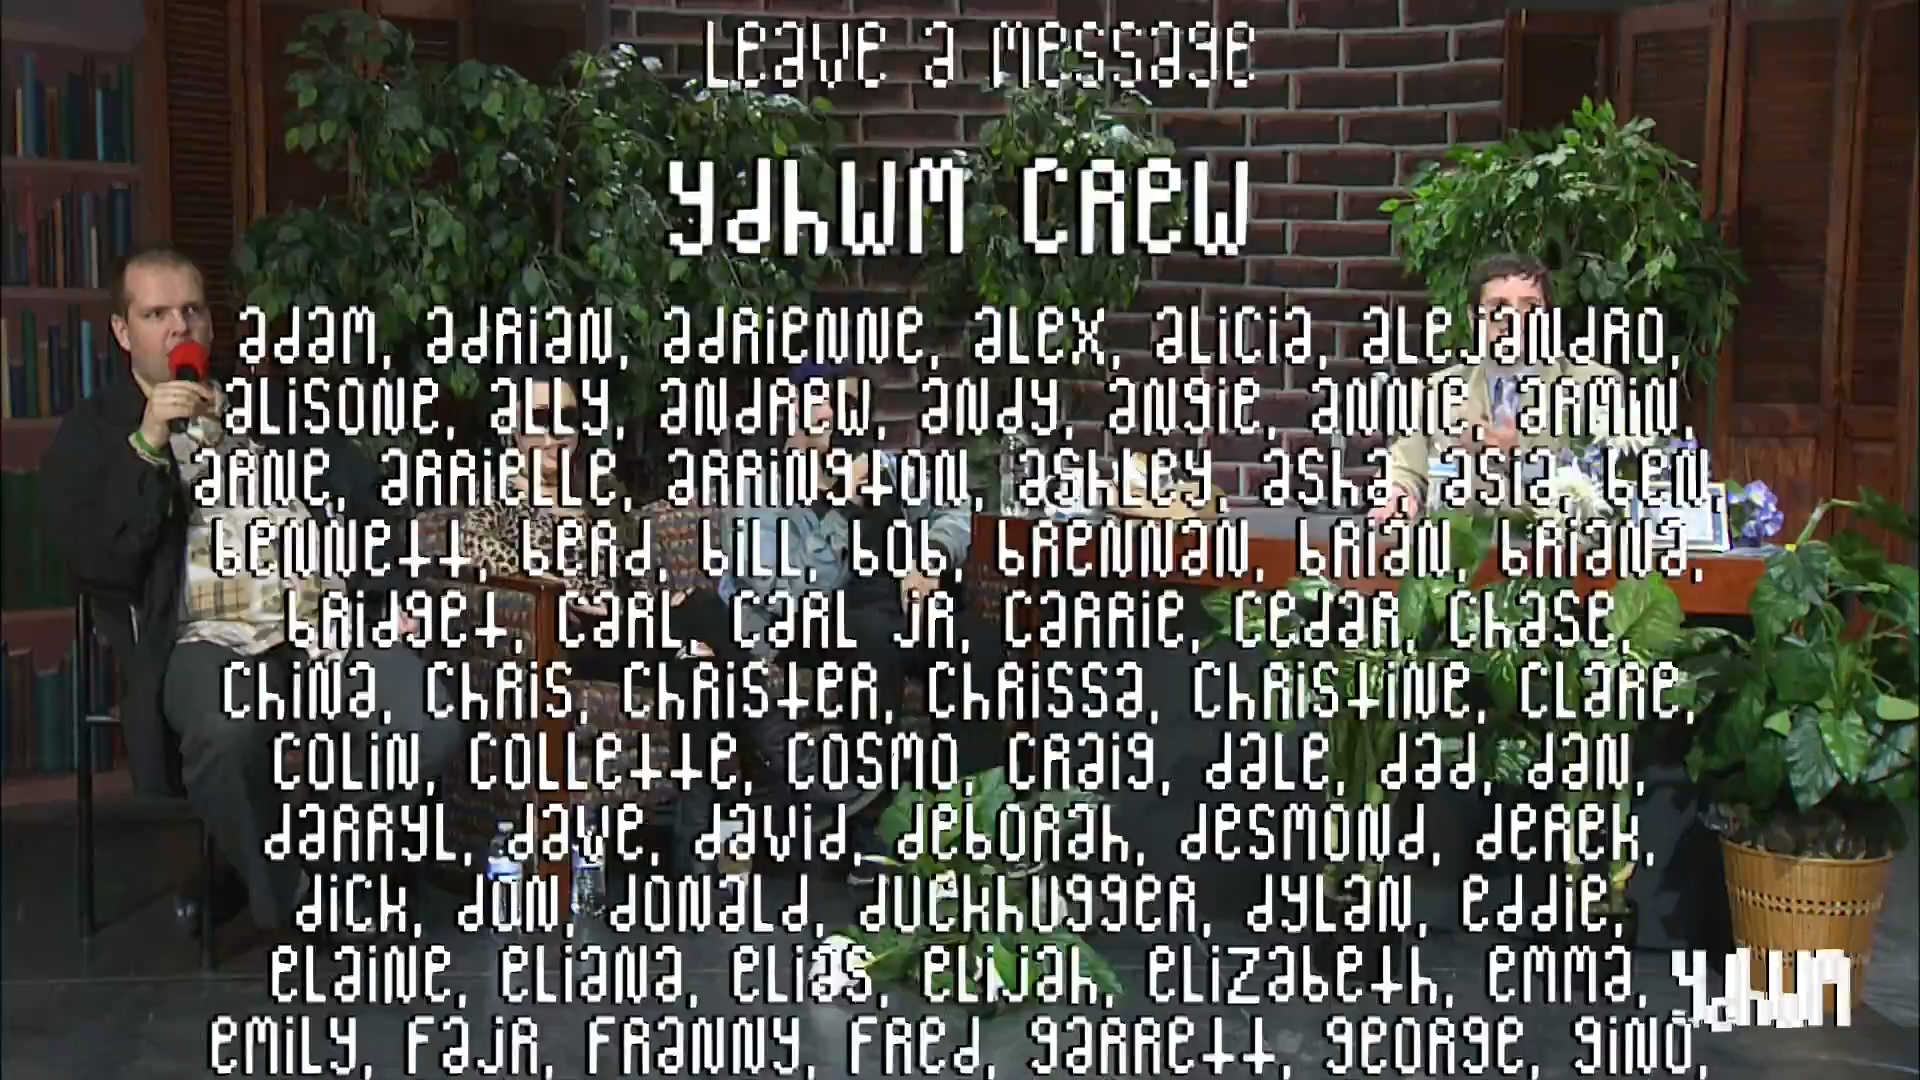 Leave a message
ydhwm crew
adam, adrian, adrienne, alex, alicia, alejandro,
alisone, ally, andrew, andy, angie, annie, armin,
arne, arrielle, arrington, ashley, asha, asia, ben,
bennett, berd, bill, bob, brennan, brian, briana,
bridget, carl, carl jr, carrie, cedar, chase,
china, chris, christer, chrissa, christine, clare,
colin, collette, cosmo, craig, dale, dad, dan,
darryl, dave, david, deborah, desmond, derek,
dick, don, donald, duckhugger, dylan, eddie,
elaine, eliana, elias, elijah, elizabeth, emma,
ydhwm
emily, fajr, franny, fred, garrett, george, gino,